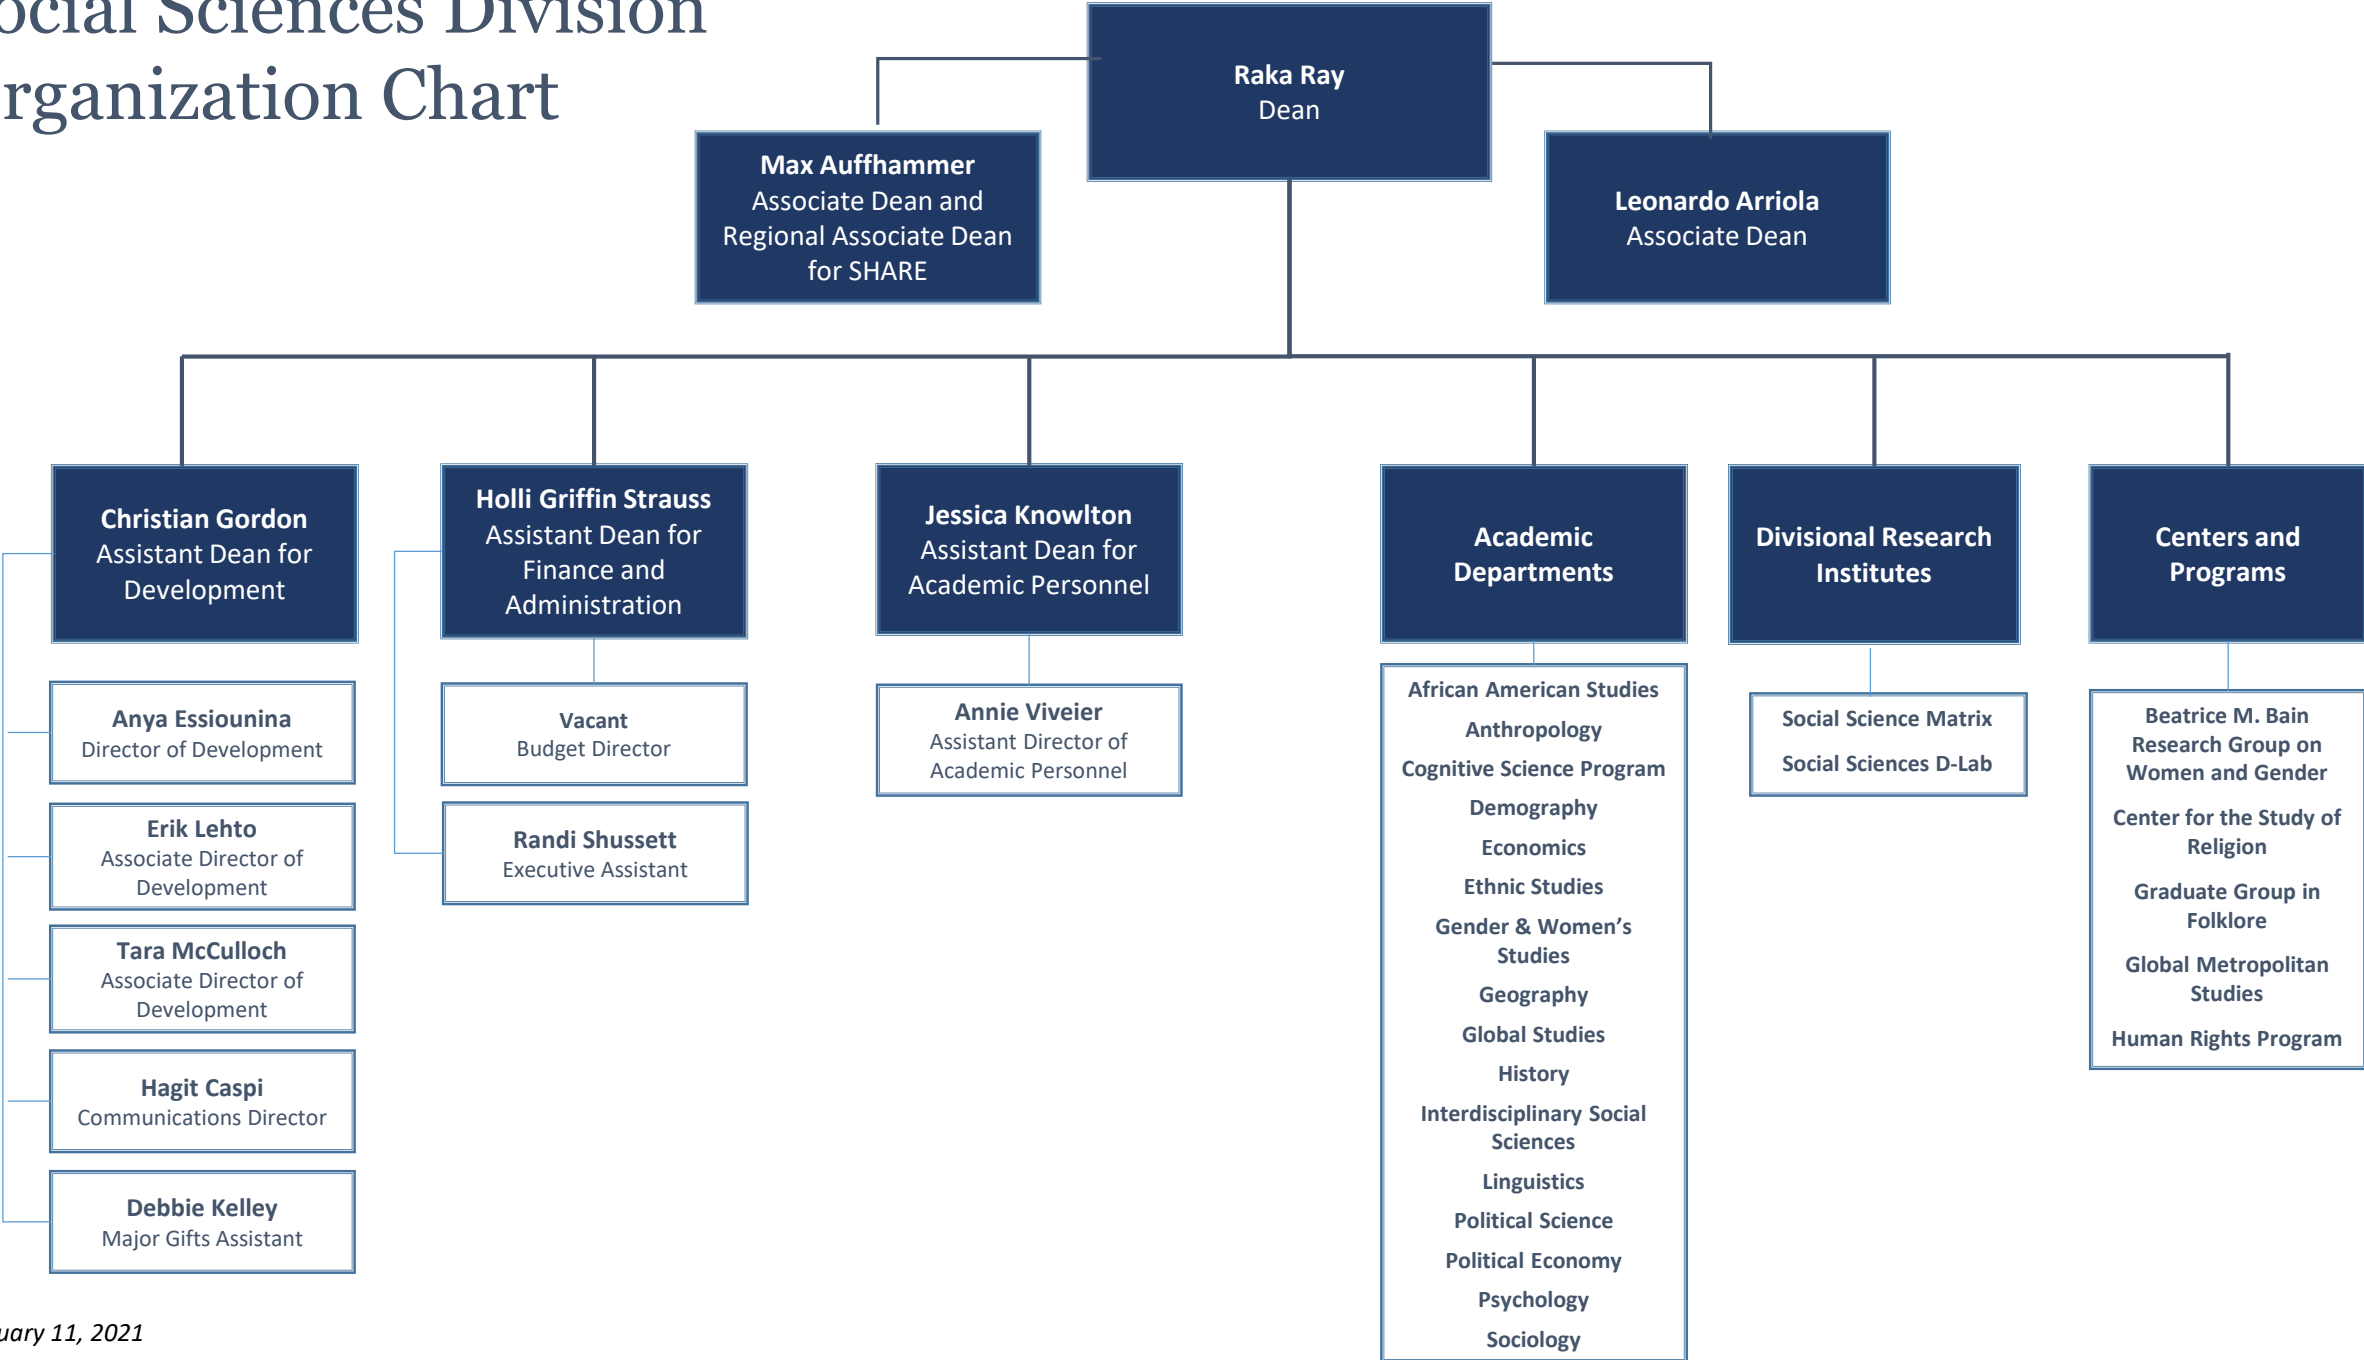 ocial Sciences Division
rganization Chart
Raka Ray
Dean
Max Auffhammer
Associate Dean and
Regional Associate Dean
for SHARE
Leonardo Arriola
Associate Dean
Christian Gordon
Assistant Dean for
Development
Anya Essiounina
Director of Development
Erik Lehto
Associate Director of
Development
Tara McCulloch
Associate Director of
Development
Hagit Caspi
Communications Director
Debbie Kelley
Major Gifts Assistant
Holli Griffin Strauss
Assistant Dean for
Finance and
Administration
Vacant
Budget Director
Randi Shussett
Executive Assistant
Jessica Knowlton
Assistant Dean for
Academic Personnel
Annie Viveier
Assistant Director of
Academic Personnel
Academic
Departments
African American Studies
Anthropology
Cognitive Science Program
Demography
Economics
Ethnic Studies
Gender & Women’s
Studies
Geography
Global Studies
History
Interdisciplinary Social
Sciences
Linguistics
Political Science
Political Economy
Psychology
Sociology
Divisional Research
Institutes
Social Science Matrix
Social Sciences D-Lab
Centers and
Programs
Beatrice M. Bain
Research Group on
Women and Gender
Center for the Study of
Religion
Graduate Group in
Folklore
Global Metropolitan
Studies
Human Rights Program
uary 11, 2021